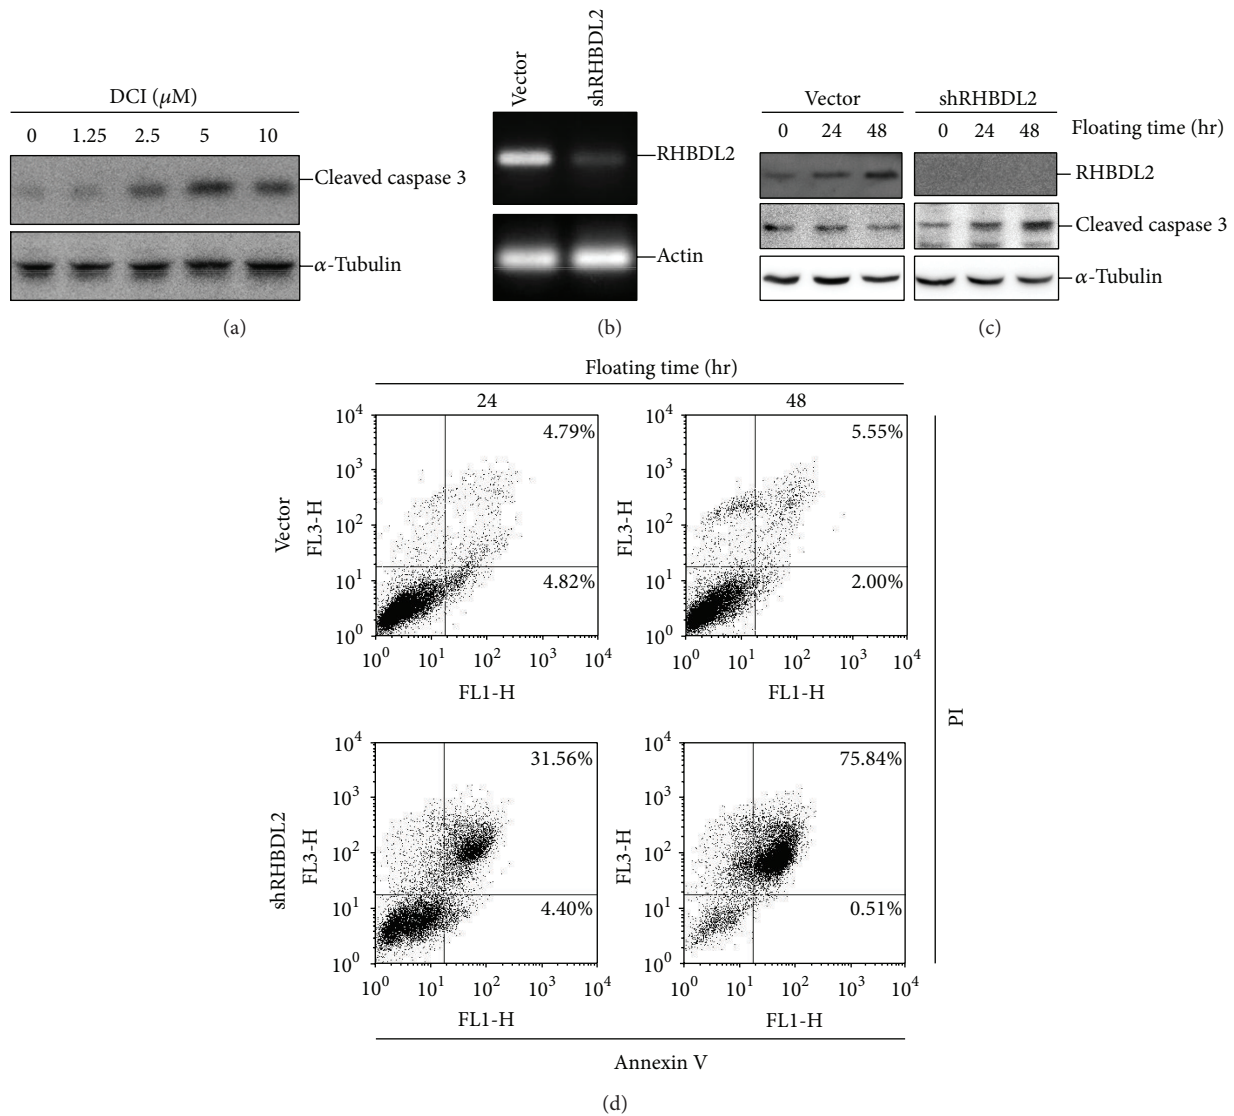 DCI (μM)
0 1.25 2.5 5 10
Cleaved caspase 3
α-Tubulin
(a)
Vector shRHBDL2
RHBDL2
Actin
(b)
Vector shRHBDL2
0 24 48 0 24 48 Floating time (hr)
RHBDL2
Cleaved caspase 3
α-Tubulin
(c)
Floating time (hr)
24 48
Vector
FL3-H
10⁴
10³
10²
10¹
10⁰
4.79%
4.82%
10⁰ 10¹ 10² 10³ 10⁴
FL1-H
FL3-H
10⁴
10³
10²
10¹
10⁰
5.55%
2.00%
10⁰ 10¹ 10² 10³ 10⁴
FL1-H
shRHBDL2
FL3-H
10⁴
10³
10²
10¹
10⁰
31.56%
4.40%
10⁰ 10¹ 10² 10³ 10⁴
FL1-H
FL3-H
10⁴
10³
10²
10¹
10⁰
75.84%
0.51%
10⁰ 10¹ 10² 10³ 10⁴
FL1-H
PI
Annexin V
(d)